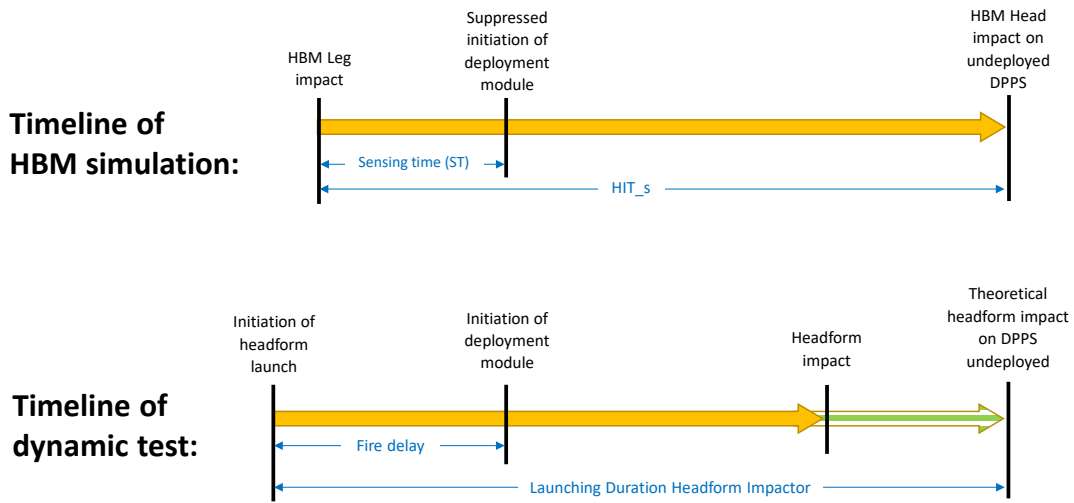 Suppressed
initiation of
deployment
module
HBM Head
impact on
undeployed
DPPS
HBM Leg
impact
Timeline of
HBM simulation:
Sensing time (ST)
HIT_s
Theoretical
headform impact
on DPPS
undeployed
Initiation of
headform
launch
Initiation of
deployment
module
Headform
impact
Timeline of
dynamic test:
Fire delay
Launching Duration Headform Impactor